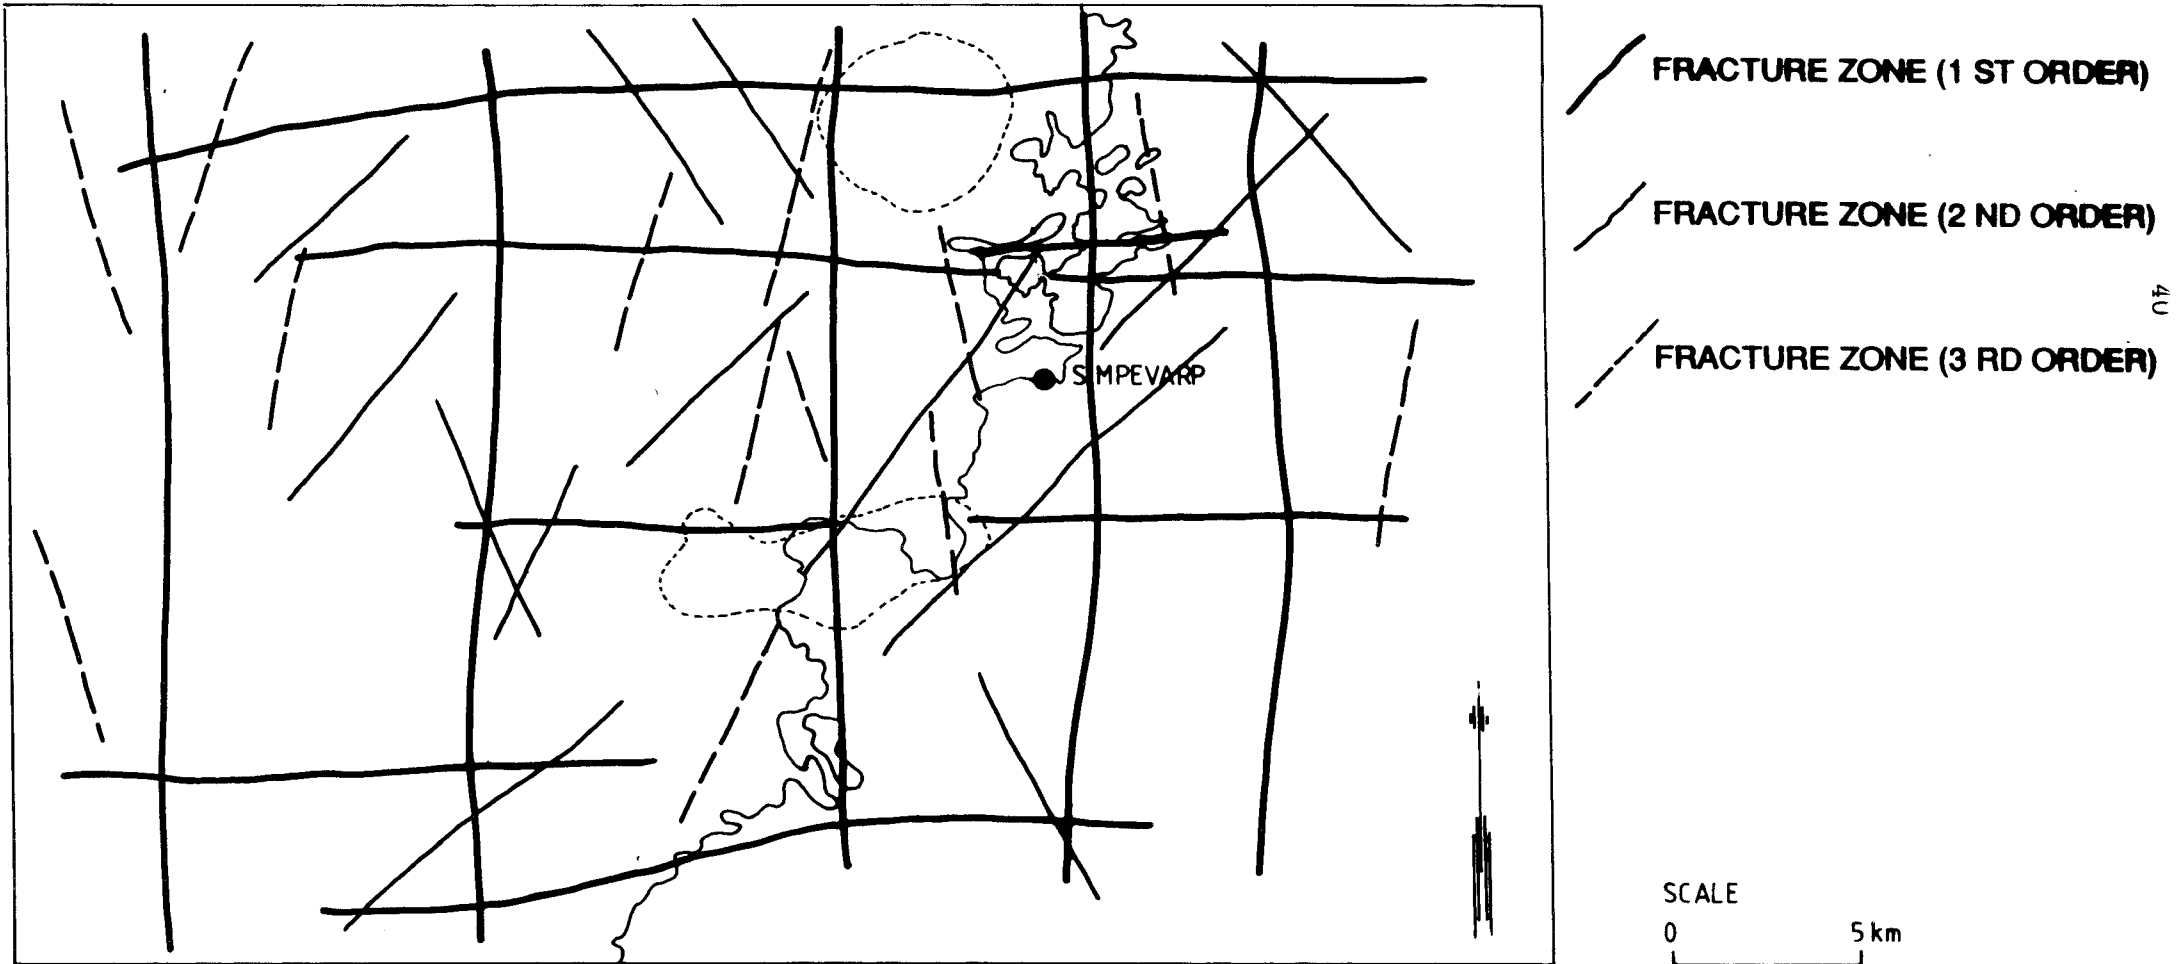 FRACTURE ZONE (1 ST ORDER)
FRACTURE ZONE (2 ND ORDER)
40
FRACTURE ZONE (3 RD ORDER)
SIMPEVARP
SCALE
0 5 km